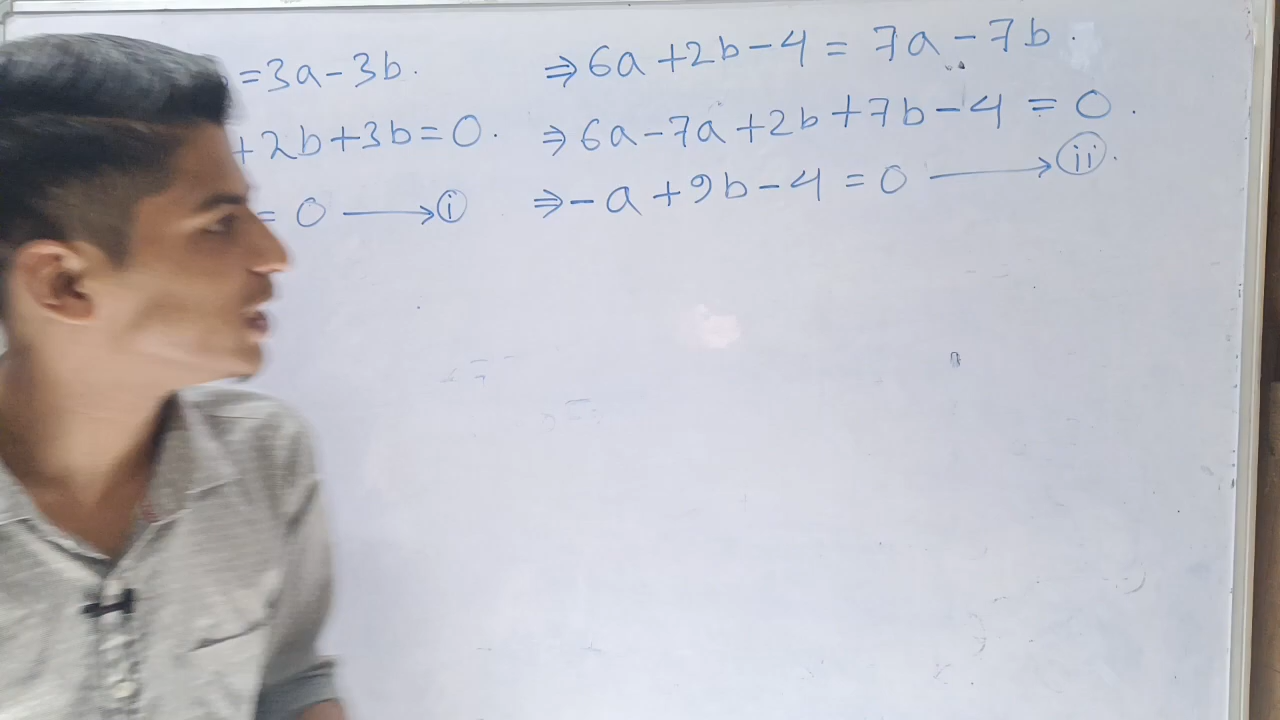 =3a-3b.
+2b+3b=0.
= 0 ⟶ (i)
⇒6a+2b-4 = 7a-7b.
⇒6a-7a+2b+7b-4 = 0.
⇒-a+9b-4 = 0 ⟶ (ii).